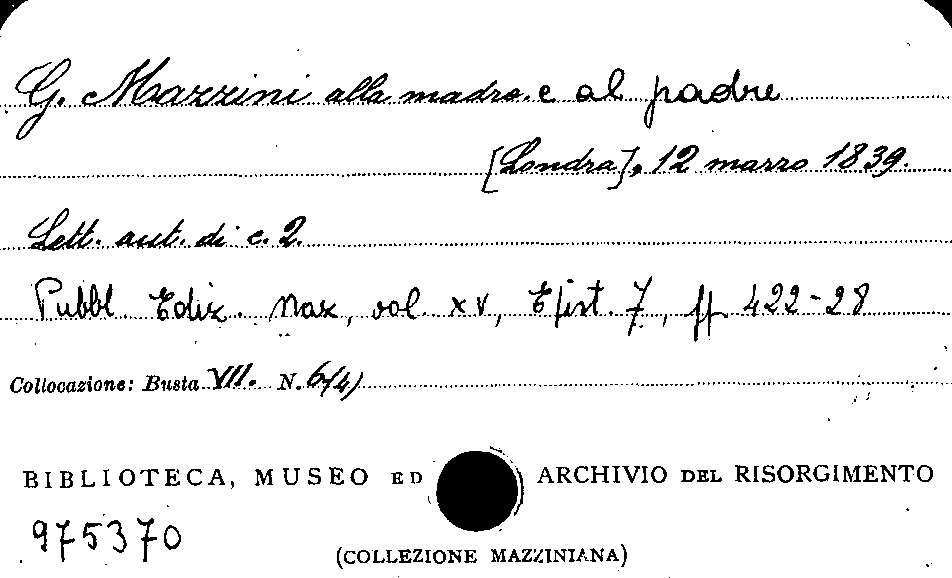 G. Mazzini alla madre e al padre
[Londra], 12 marzo 1839.
Lett. aut. di c. 2.
Pubbl. Ediz. Naz, vol. XV, Epist. 7, pp 422-28
Collocazione: Busta VII. N. 6(4)
BIBLIOTECA, MUSEO ED ARCHIVIO DEL RISORGIMENTO
975370
(COLLEZIONE MAZZINIANA)